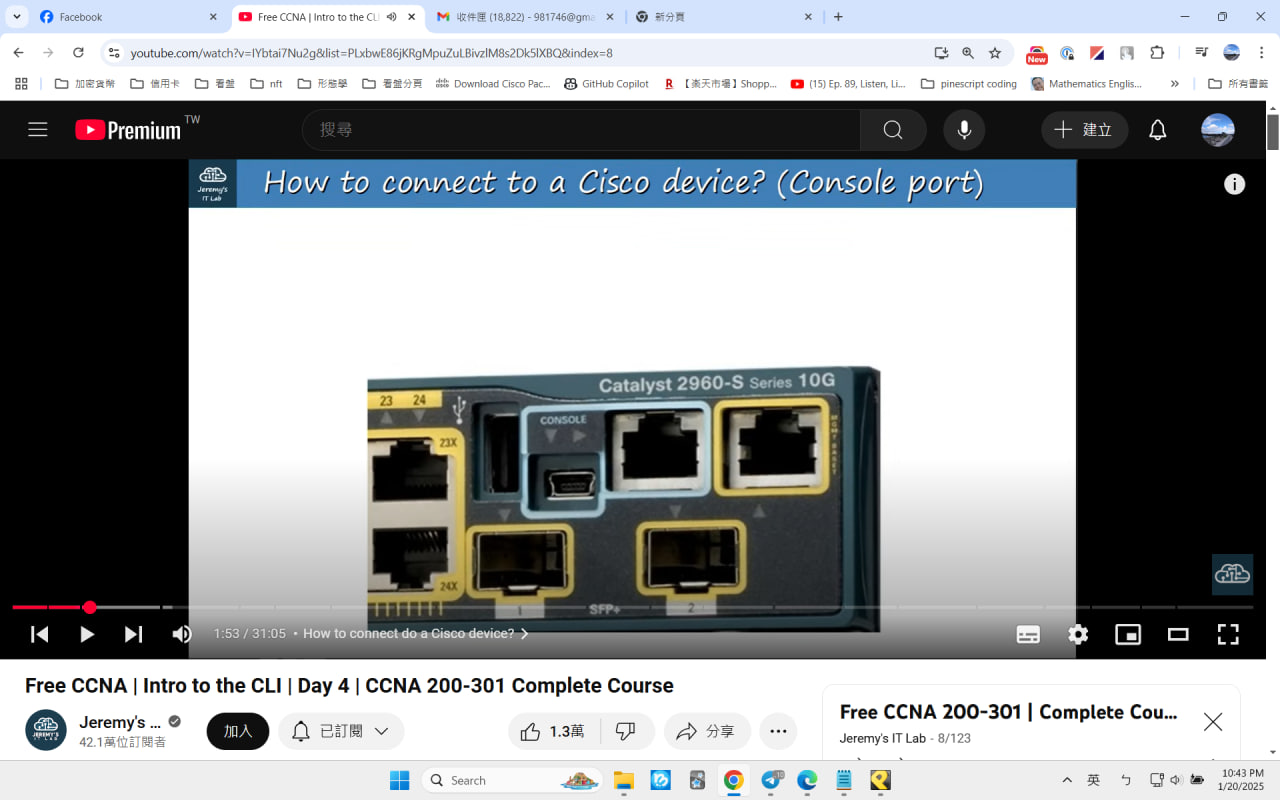 Facebook
Free CCNA | Intro to the CLI
收件匣 (18,822) - 981746@gma
新分頁
youtube.com/watch?v=IYbtai7Nu2g&list=PLxbwE86jKRgMpuZuLBivzlM8s2Dk5lXBQ&index=8
New
加密貨幣
信用卡
看盤
nft
形態學
看盤分頁
Download Cisco Pac...
GitHub Copilot
【楽天市場】Shopp...
(15) Ep. 89, Listen, Li...
pinescript coding
Mathematics Englis...
所有書籤
Premium TW
搜尋
建立
Jeremy's
IT Lab
How to connect to a Cisco device? (Console port)
Catalyst 2960-S Series 10G
23 24
CONSOLE
23X
MGMT BASET
24X
1 SFP+ 2
1:53 / 31:05 • How to connect do a Cisco device?
Free CCNA | Intro to the CLI | Day 4 | CCNA 200-301 Complete Course
JEREMY'S
IT LAB
Jeremy's ...
42.1萬位訂閱者
加入
已訂閱
1.3萬
分享
Free CCNA 200-301 | Complete Cou...
Jeremy's IT Lab - 8/123
Search
10
英
ㄅ
10:43 PM
1/20/2025